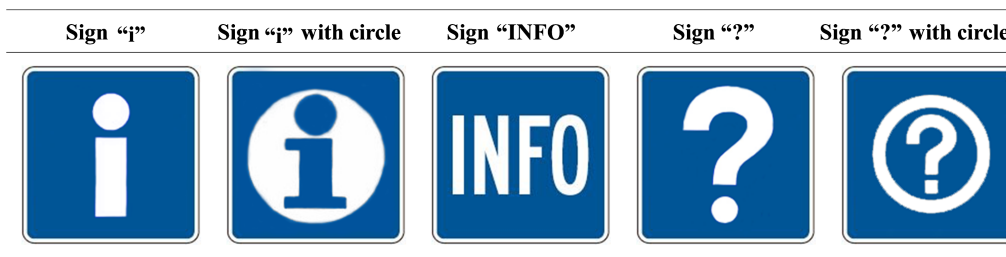 Sign “i”
Sign “i” with circle
Sign “INFO”
Sign “?”
Sign “?” with circle
i
i
INFO
?
?